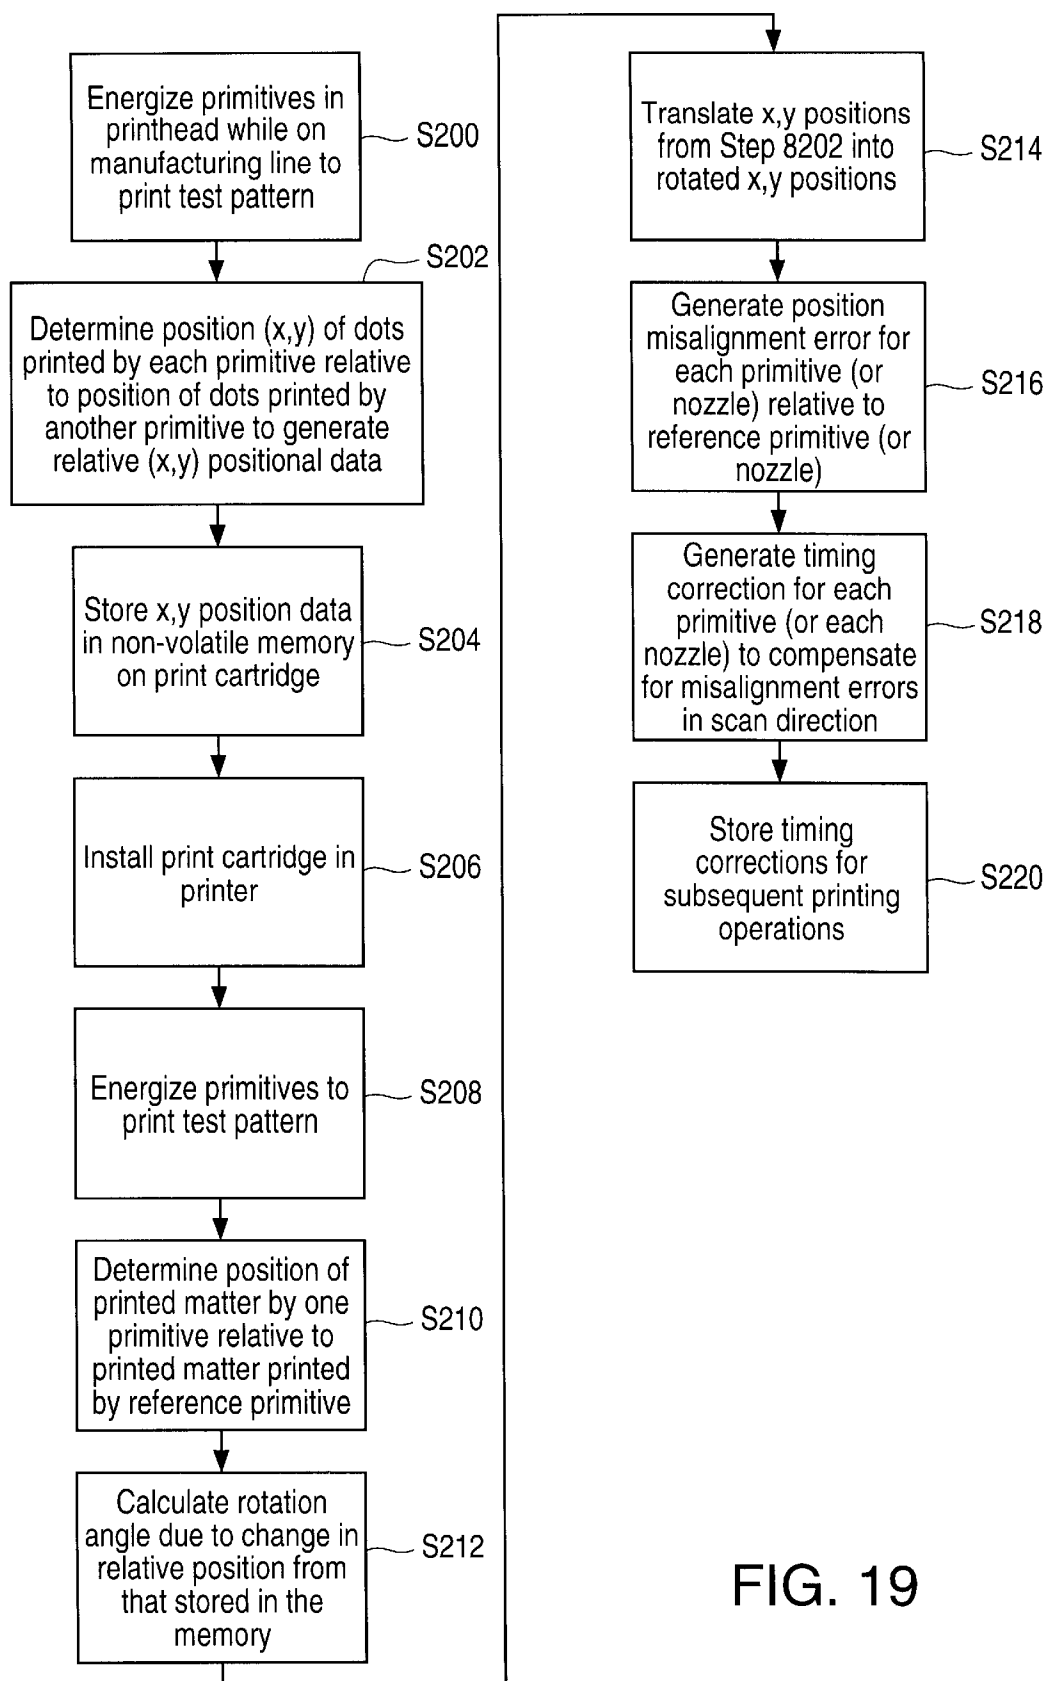 Energize primitives in
printhead while on
manufacturing line to
print test pattern
S200
S202
Determine position (x,y) of dots
printed by each primitive relative
to position of dots printed by
another primitive to generate
relative (x,y) positional data
Store x,y position data
in non-volatile memory
on print cartridge
S204
Install print cartridge in
printer
S206
Energize primitives to
print test pattern
S208
Determine position of
printed matter by one
primitive relative to
printed matter printed
by reference primitive
S210
Calculate rotation
angle due to change in
relative position from
that stored in the
memory
S212
Translate x,y positions
from Step 8202 into
rotated x,y positions
S214
Generate position
misalignment error for
each primitive (or
nozzle) relative to
reference primitive (or
nozzle)
S216
Generate timing
correction for each
primitive (or each
nozzle) to compensate
for misalignment errors
in scan direction
S218
Store timing
corrections for
subsequent printing
operations
S220
FIG. 19